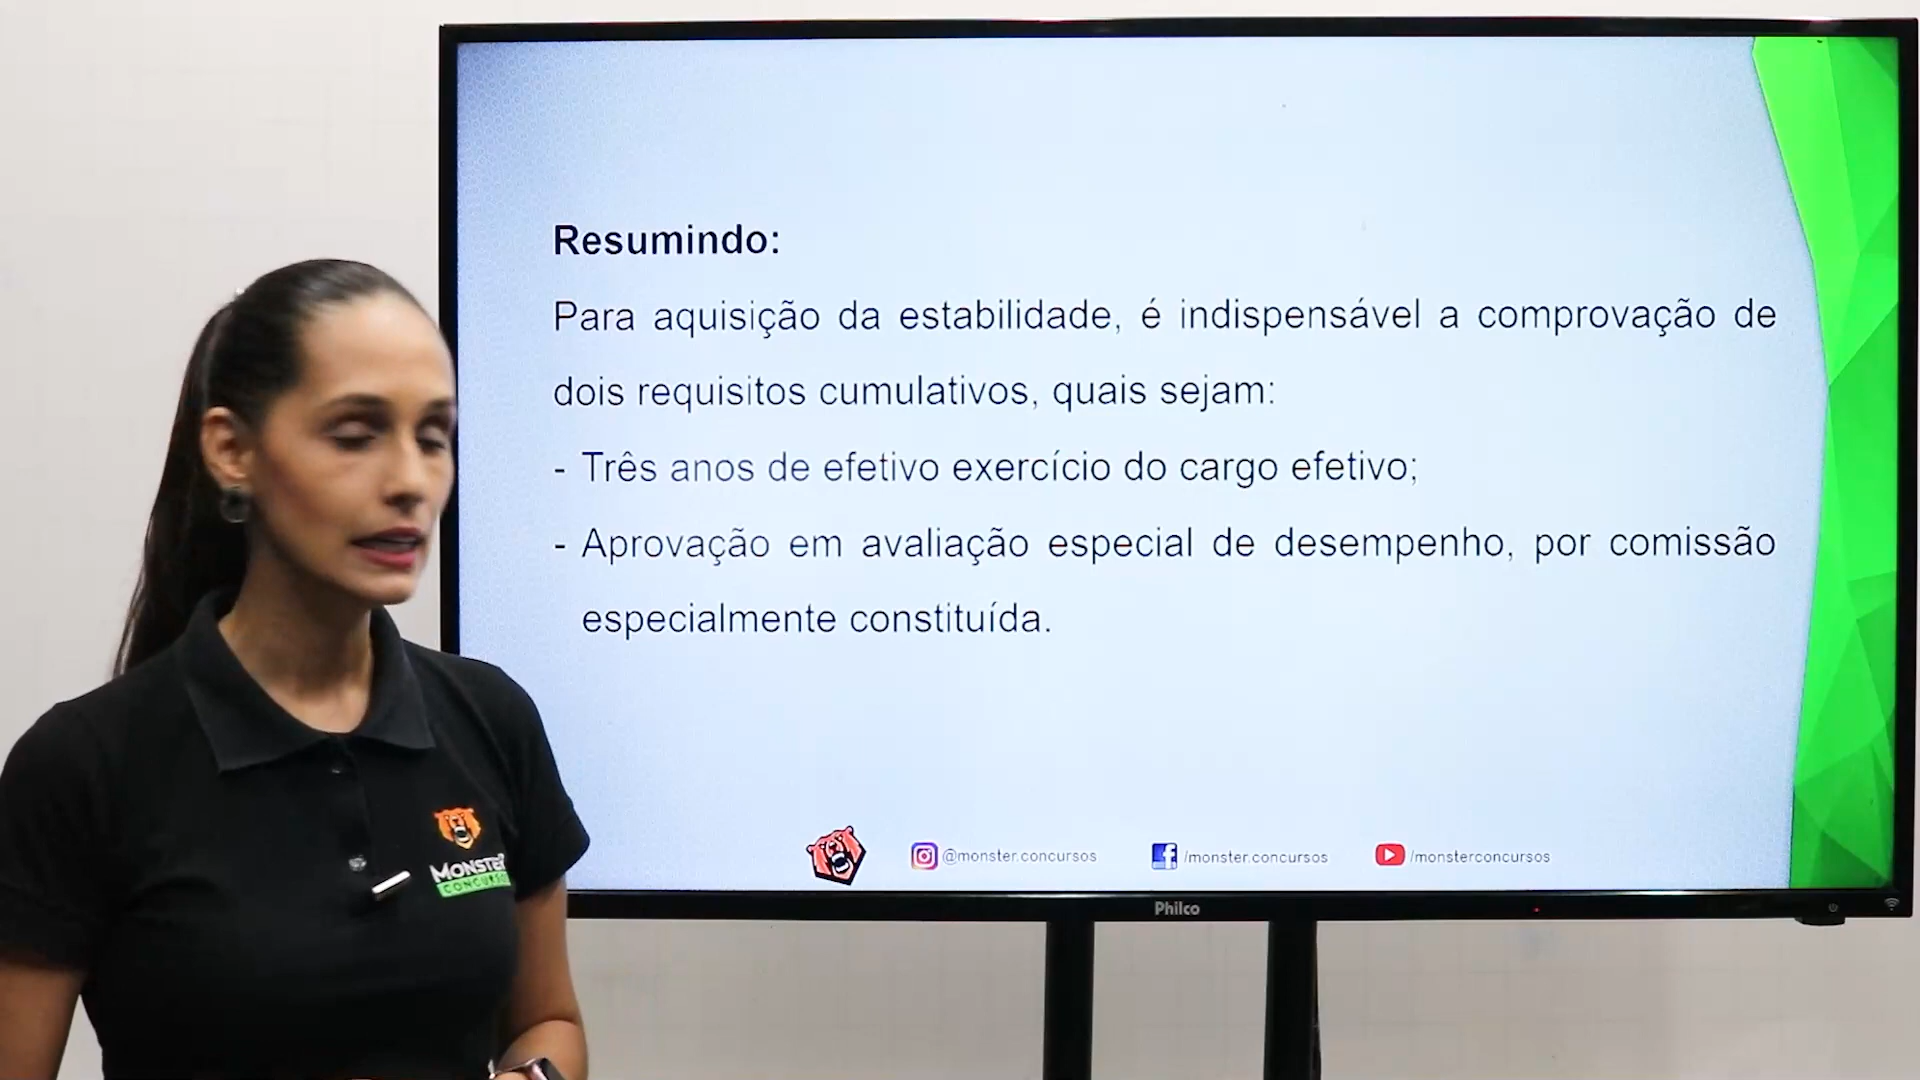 Resumindo:
Para aquisição da estabilidade, é indispensável a comprovação de
dois requisitos cumulativos, quais sejam:
- Três anos de efetivo exercício do cargo efetivo;
- Aprovação em avaliação especial de desempenho, por comissão
especialmente constituída.
@monster.concursos /monster.concursos /monsterconcursos
Philco
MONSTER
CONCURSOS